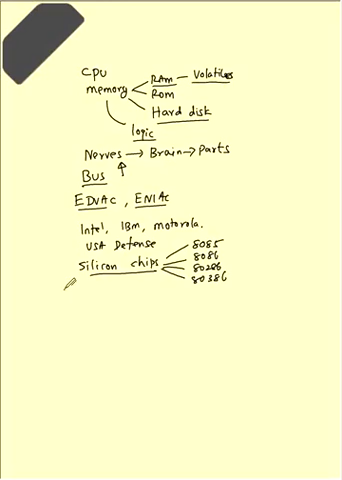 CPU
memory
RAM - Volatiles
ROM
Hard disk
logic
Nerves → Brain → Parts
Bus
EDVAC, ENIAC
Intel, IBM, motorola.
USA Defense
Silicon chips
8085
8086
80286
80386